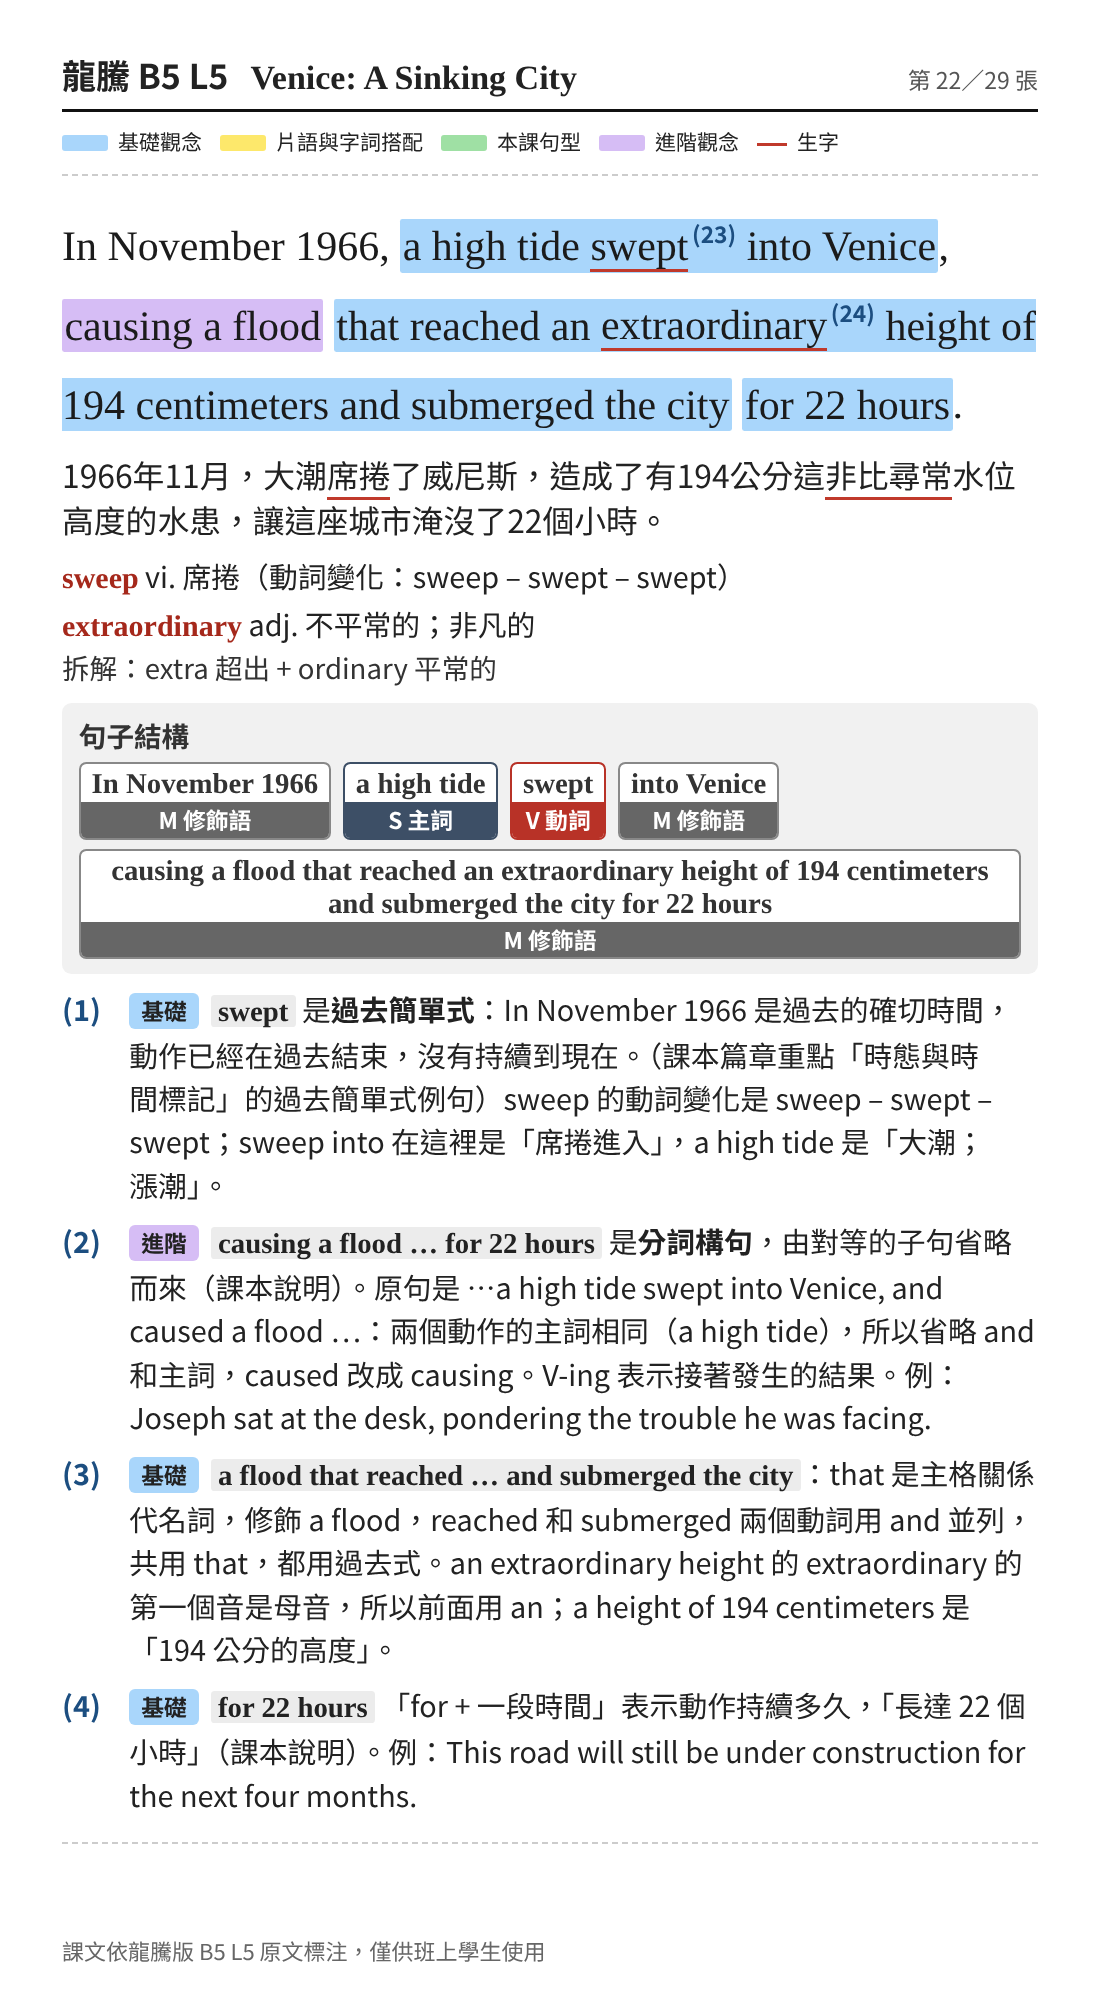 龍騰 B5 L5 Venice: A Sinking City 第 22／29 張
基礎觀念 片語與字詞搭配 本課句型 進階觀念 生字
In November 1966, a high tide swept(23) into Venice,
causing a flood that reached an extraordinary(24) height of
194 centimeters and submerged the city for 22 hours.
1966年11月，大潮席捲了威尼斯，造成了有194公分這非比尋常水位
高度的水患，讓這座城市淹沒了22個小時。
sweep vi. 席捲（動詞變化：sweep – swept – swept）
extraordinary adj. 不平常的；非凡的
拆解：extra 超出 + ordinary 平常的
句子結構
In November 1966 a high tide swept into Venice
M 修飾語 S 主詞 V 動詞 M 修飾語
causing a flood that reached an extraordinary height of 194 centimeters
and submerged the city for 22 hours
M 修飾語
(1) 基礎 swept 是過去簡單式：In November 1966 是過去的確切時間，
動作已經在過去結束，沒有持續到現在。（課本篇章重點「時態與時
間標記」的過去簡單式例句）sweep 的動詞變化是 sweep – swept –
swept；sweep into 在這裡是「席捲進入」，a high tide 是「大潮；
漲潮」。
(2) 進階 causing a flood … for 22 hours 是分詞構句，由對等的子句省略
而來（課本說明）。原句是 …a high tide swept into Venice, and
caused a flood …：兩個動作的主詞相同（a high tide），所以省略 and
和主詞，caused 改成 causing。V-ing 表示接著發生的結果。例：
Joseph sat at the desk, pondering the trouble he was facing.
(3) 基礎 a flood that reached … and submerged the city：that 是主格關係
代名詞，修飾 a flood，reached 和 submerged 兩個動詞用 and 並列，
共用 that，都用過去式。an extraordinary height 的 extraordinary 的
第一個音是母音，所以前面用 an；a height of 194 centimeters 是
「194 公分的高度」。
(4) 基礎 for 22 hours 「for + 一段時間」表示動作持續多久，「長達 22 個
小時」（課本說明）。例：This road will still be under construction for
the next four months.
課文依龍騰版 B5 L5 原文標注，僅供班上學生使用